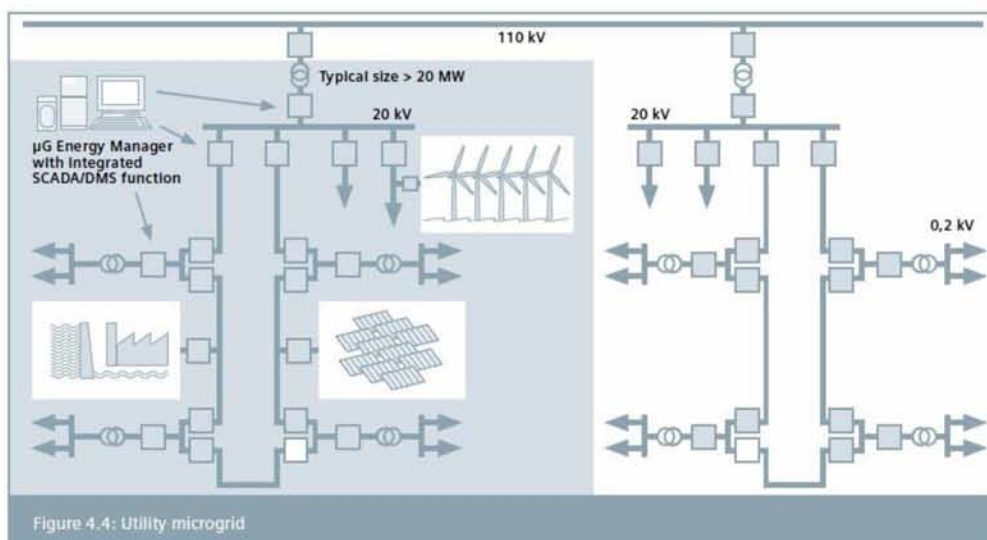 110 kV
Typical size > 20 MW
20 kV
20 kV
µG Energy Manager
with Integrated
SCADA/DMS function
0,2 kV
Figure 4.4: Utility microgrid